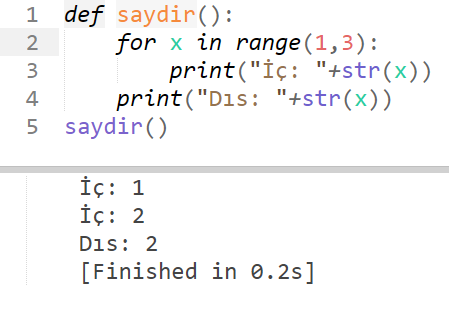 1 def saydir():
2     for x in range(1,3):
3         print("İç: "+str(x))
4     print("Dıs: "+str(x))
5 saydir()
İç: 1
İç: 2
Dıs: 2
[Finished in 0.2s]